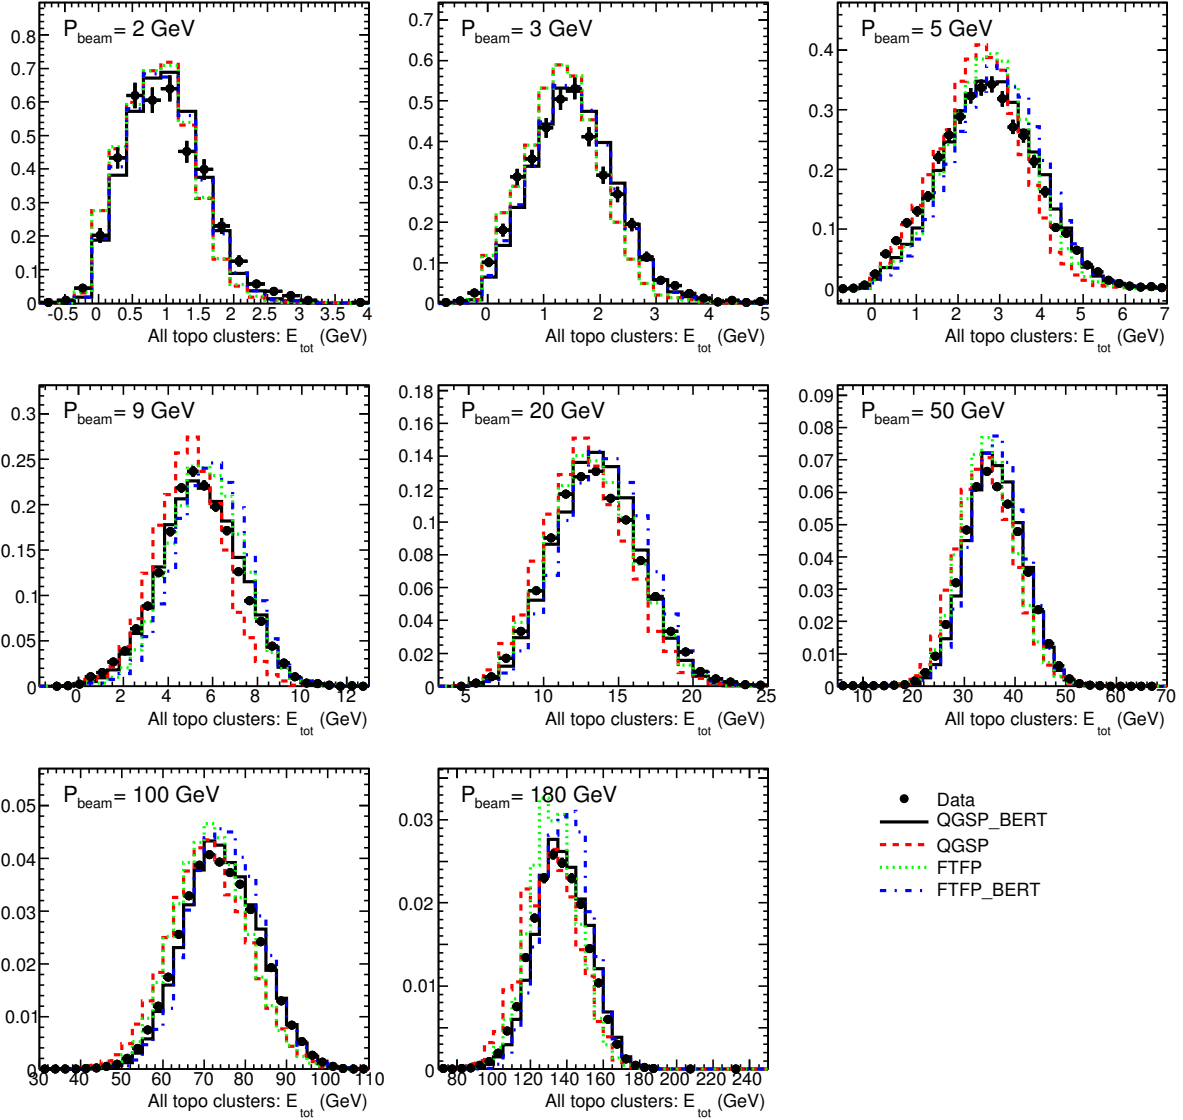 P_beam= 2 GeV
0.8
0.7
0.6
0.5
0.4
0.3
0.2
0.1
0
-0.5 0 0.5 1 1.5 2 2.5 3 3.5 4
All topo clusters: E_tot (GeV)
P_beam= 3 GeV
0.7
0.6
0.5
0.4
0.3
0.2
0.1
0
0 1 2 3 4 5
All topo clusters: E_tot (GeV)
P_beam= 5 GeV
0.4
0.3
0.2
0.1
0
0 1 2 3 4 5 6 7
All topo clusters: E_tot (GeV)
P_beam= 9 GeV
0.3
0.25
0.2
0.15
0.1
0.05
0
0 2 4 6 8 10 12
All topo clusters: E_tot (GeV)
P_beam= 20 GeV
0.18
0.16
0.14
0.12
0.1
0.08
0.06
0.04
0.02
0
5 10 15 20 25
All topo clusters: E_tot (GeV)
P_beam= 50 GeV
0.09
0.08
0.07
0.06
0.05
0.04
0.03
0.02
0.01
0
10 20 30 40 50 60 70
All topo clusters: E_tot (GeV)
P_beam= 100 GeV
0.05
0.04
0.03
0.02
0.01
0
30 40 50 60 70 80 90 100 110
All topo clusters: E_tot (GeV)
P_beam= 180 GeV
0.03
0.02
0.01
0
80 100 120 140 160 180 200 220 240
All topo clusters: E_tot (GeV)
Data
QGSP_BERT
QGSP
FTFP
FTFP_BERT